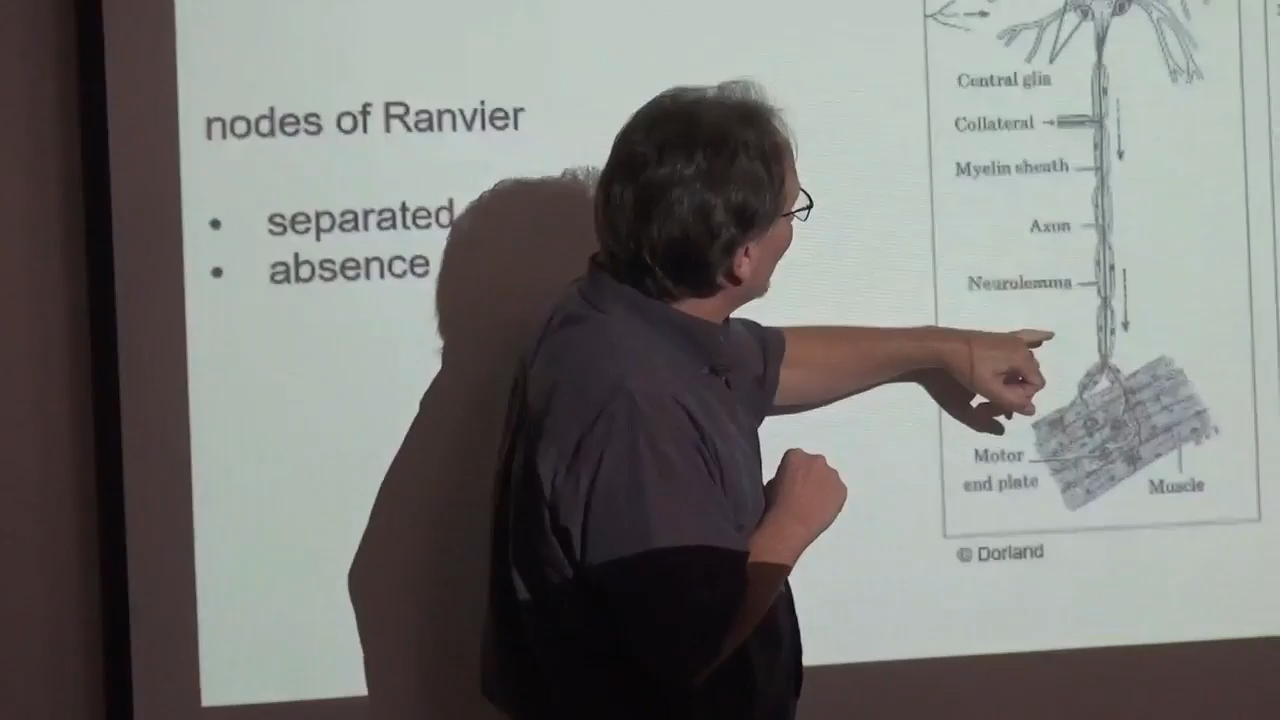 nodes of Ranvier
• separated
• absence
Central glia
Collateral
Myelin sheath
Axon
Neurolemma
Motor
end plate
Muscle
© Dorland